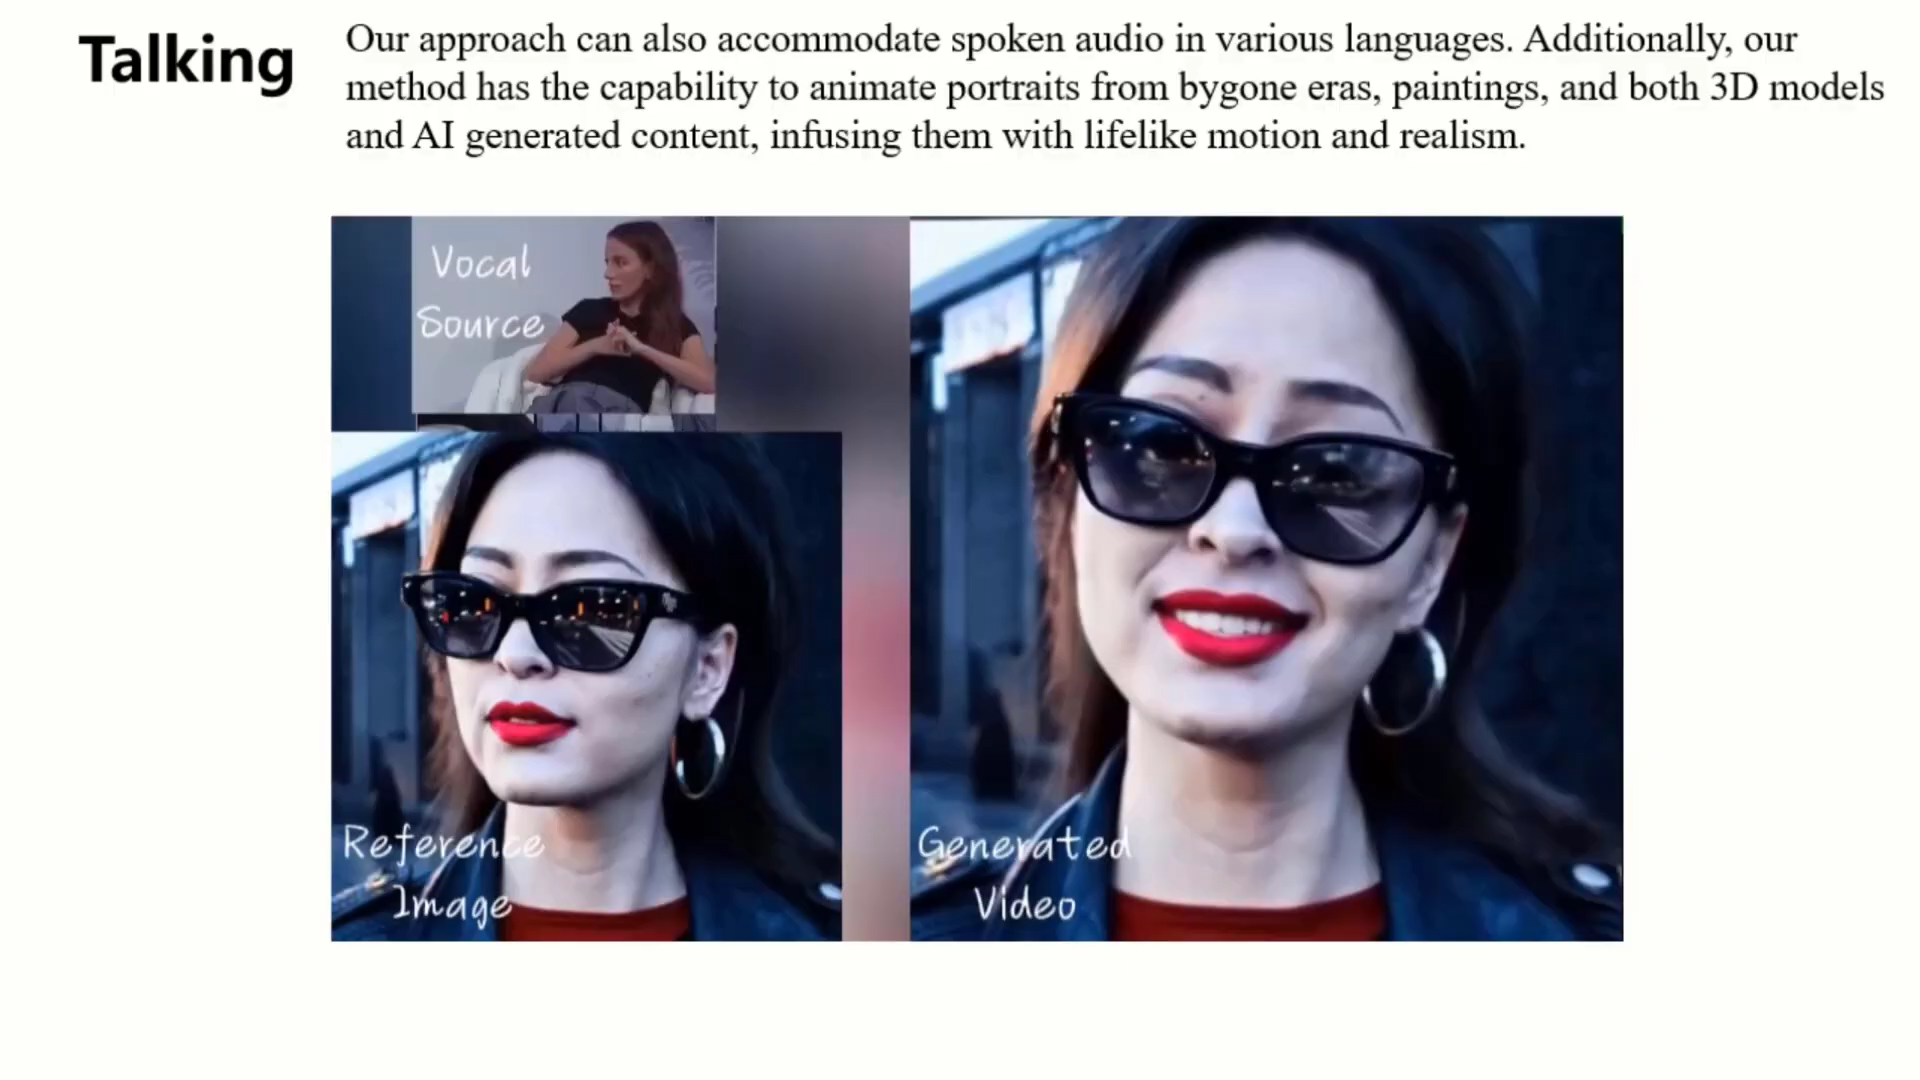 Talking
Our approach can also accommodate spoken audio in various languages. Additionally, our
method has the capability to animate portraits from bygone eras, paintings, and both 3D models
and AI generated content, infusing them with lifelike motion and realism.
Vocal
Source
Reference
Image
Generated
Video